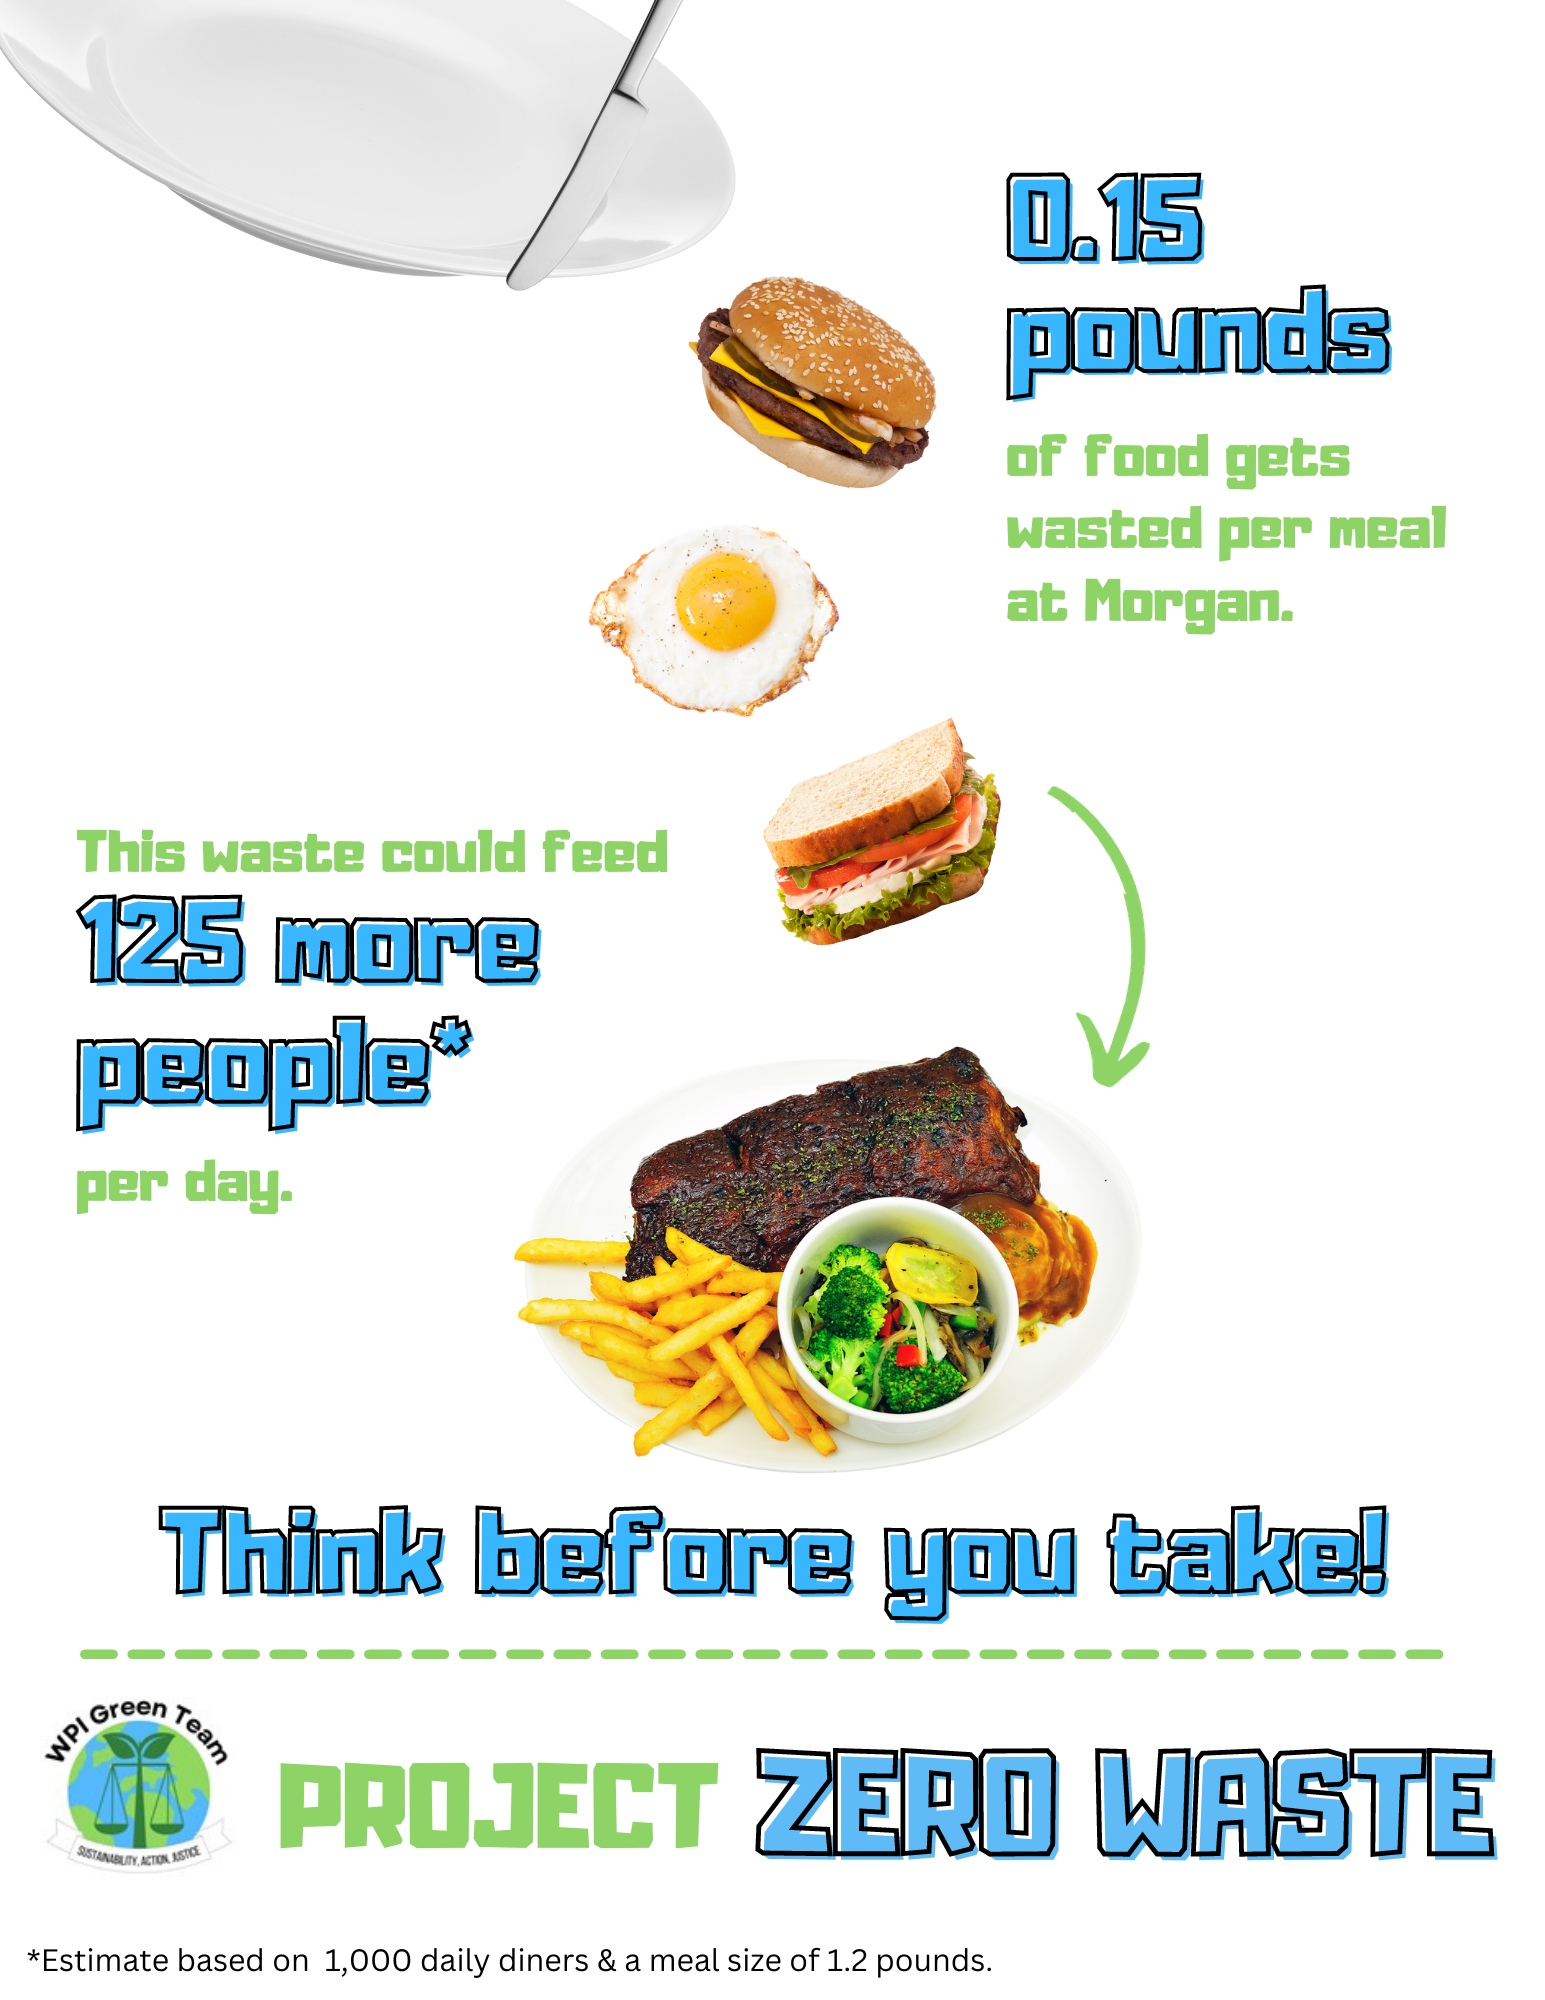 0.15
pounds
of food gets
wasted per meal
at Morgan.
This waste could feed
125 more
people*
per day.
Think before you take!
WPI Green Team
SUSTAINABILITY, ACTION, JUSTICE
PROJECT ZERO WASTE
*Estimate based on 1,000 daily diners & a meal size of 1.2 pounds.